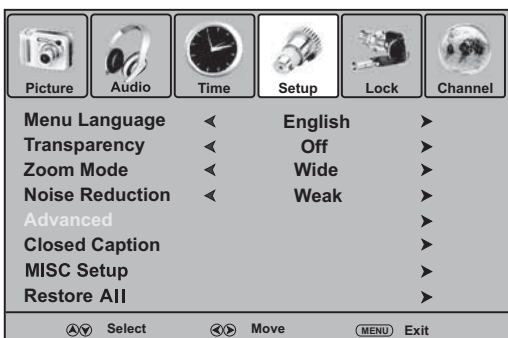 Picture Audio Time Setup Lock Channel
Menu Language English
Transparency Off
Zoom Mode Wide
Noise Reduction Weak
Advanced
Closed Caption
MISC Setup
Restore All
Select Move MENU Exit